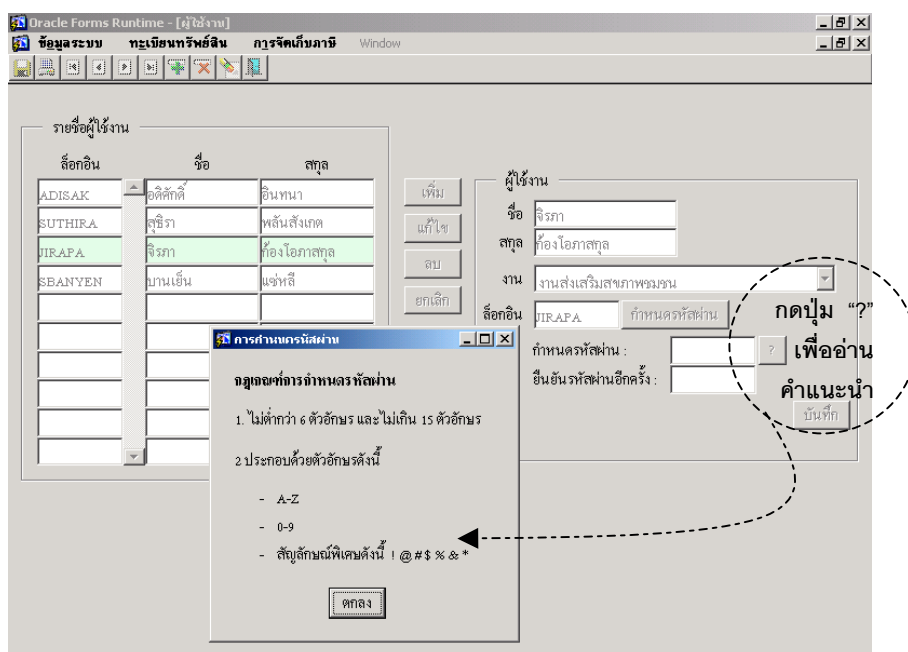 Oracle Forms Runtime - [ผู้ใช้งาน]
ข้อมูลระบบ ทะเบียนทรัพย์สิน การจัดเก็บภาษี Window
รายชื่อผู้ใช้งาน
ล็อกอิน ชื่อ สกุล
ADISAK อดิศักดิ์ อินทนา
SUTHIRA สุธิรา พลันสังเกต
JIRAPA จิรภา ก้องโอภาสกุล
SBANYEN บานเย็น แซ่หลี
เพิ่ม
แก้ไข
ลบ
ยกเลิก
ผู้ใช้งาน
ชื่อ จิรภา
สกุล ก้องโอภาสกุล
งาน งานส่งเสริมสุขภาพชุมชน
ล็อกอิน JIRAPA กำหนดรหัสผ่าน
กำหนดรหัสผ่าน : ?
ยืนยันรหัสผ่านอีกครั้ง :
บันทึก
กดปุ่ม “?”
เพื่ออ่าน
คำแนะนำ
การกำหนดรหัสผ่าน
กฎเกณฑ์การกำหนดรหัสผ่าน
1. ไม่ต่ำกว่า 6 ตัวอักษร และไม่เกิน 15 ตัวอักษร
2 ประกอบด้วยตัวอักษรดังนี้
- A-Z
- 0-9
- สัญลักษณ์พิเศษดังนี้ ! @ # $ % & *
ตกลง